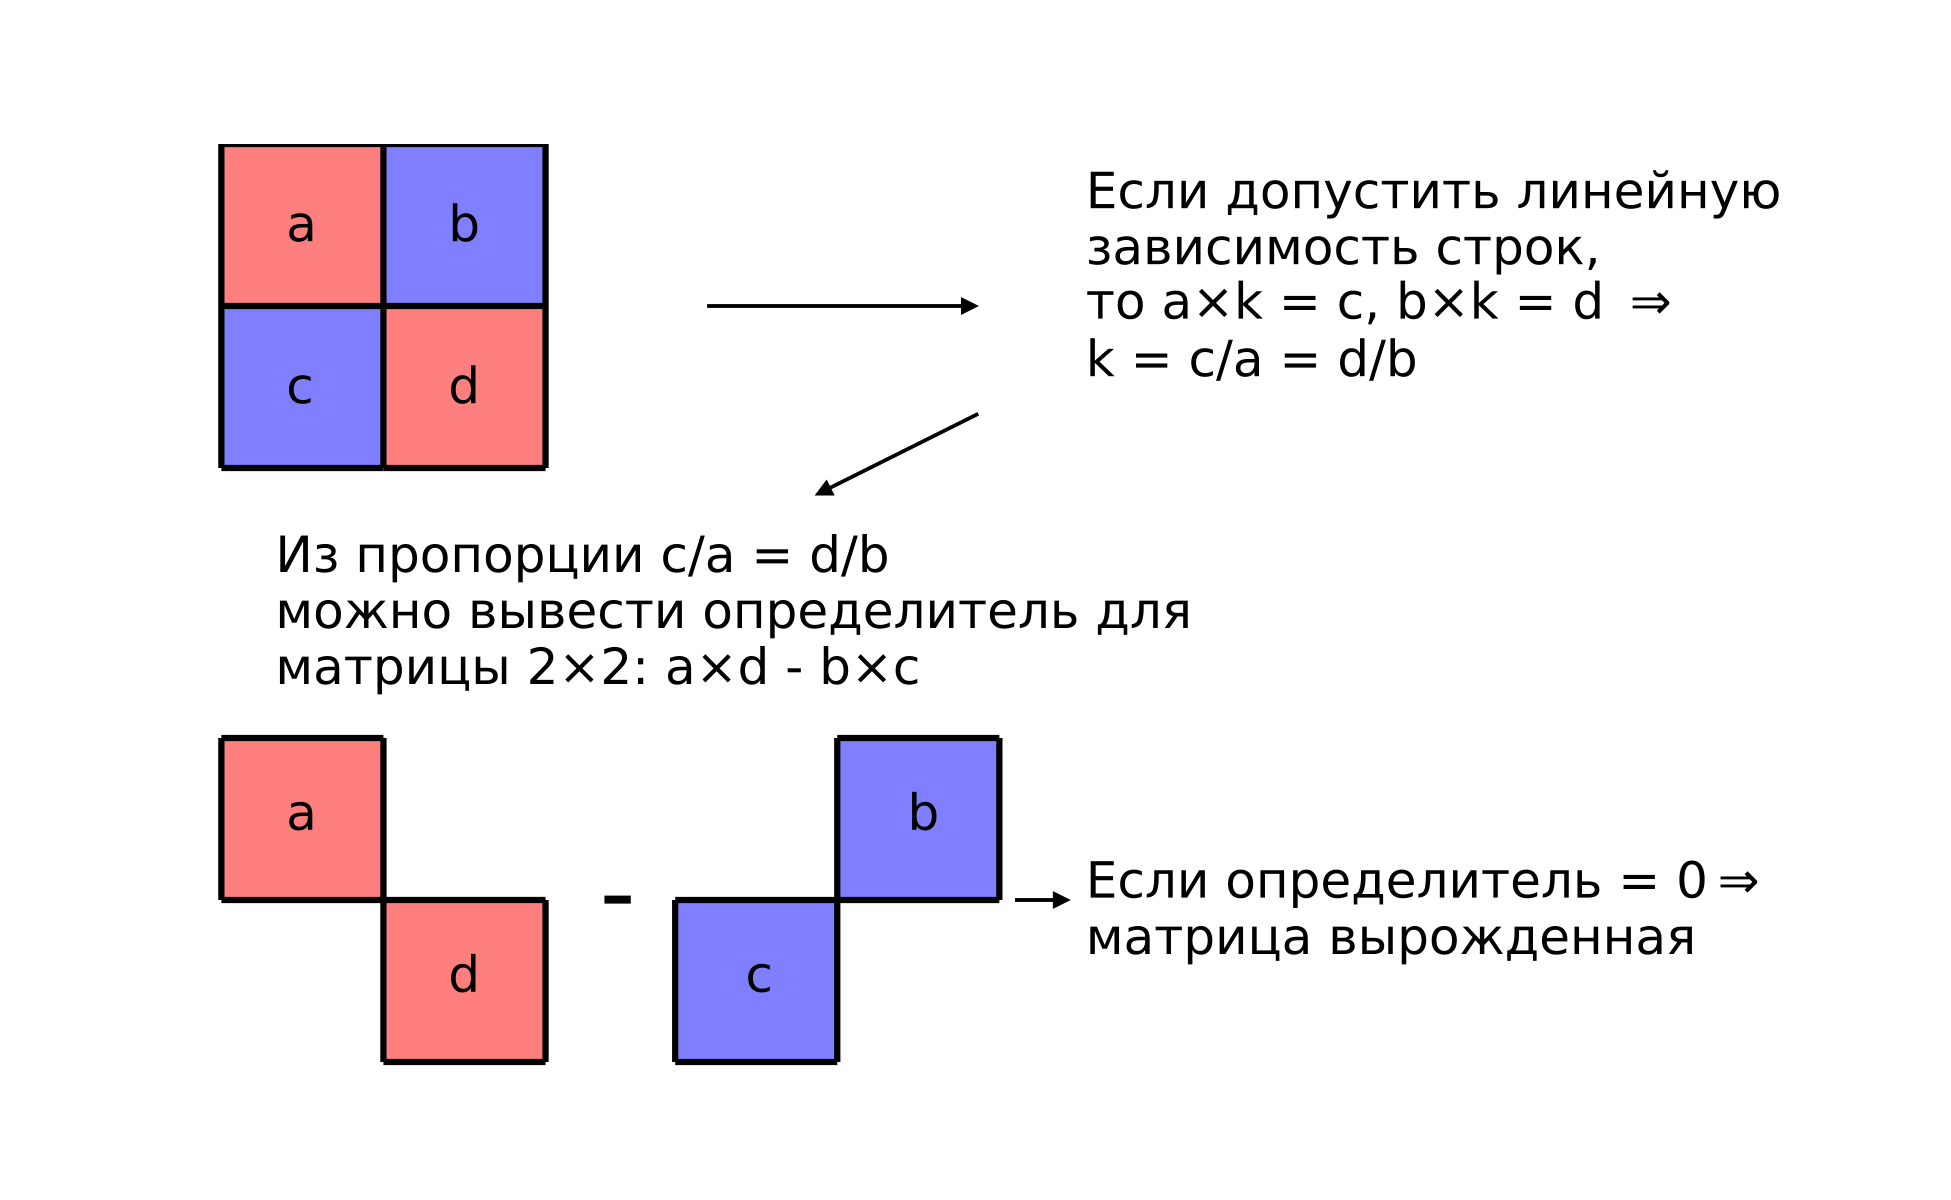 a b
c d
Если допустить линейную
зависимость строк,
то a×k = c, b×k = d ⇒
k = c/a = d/b
Из пропорции c/a = d/b
можно вывести определитель для
матрицы 2×2: a×d - b×c
a
d
-
b
c
Если определитель = 0 ⇒
матрица вырожденная